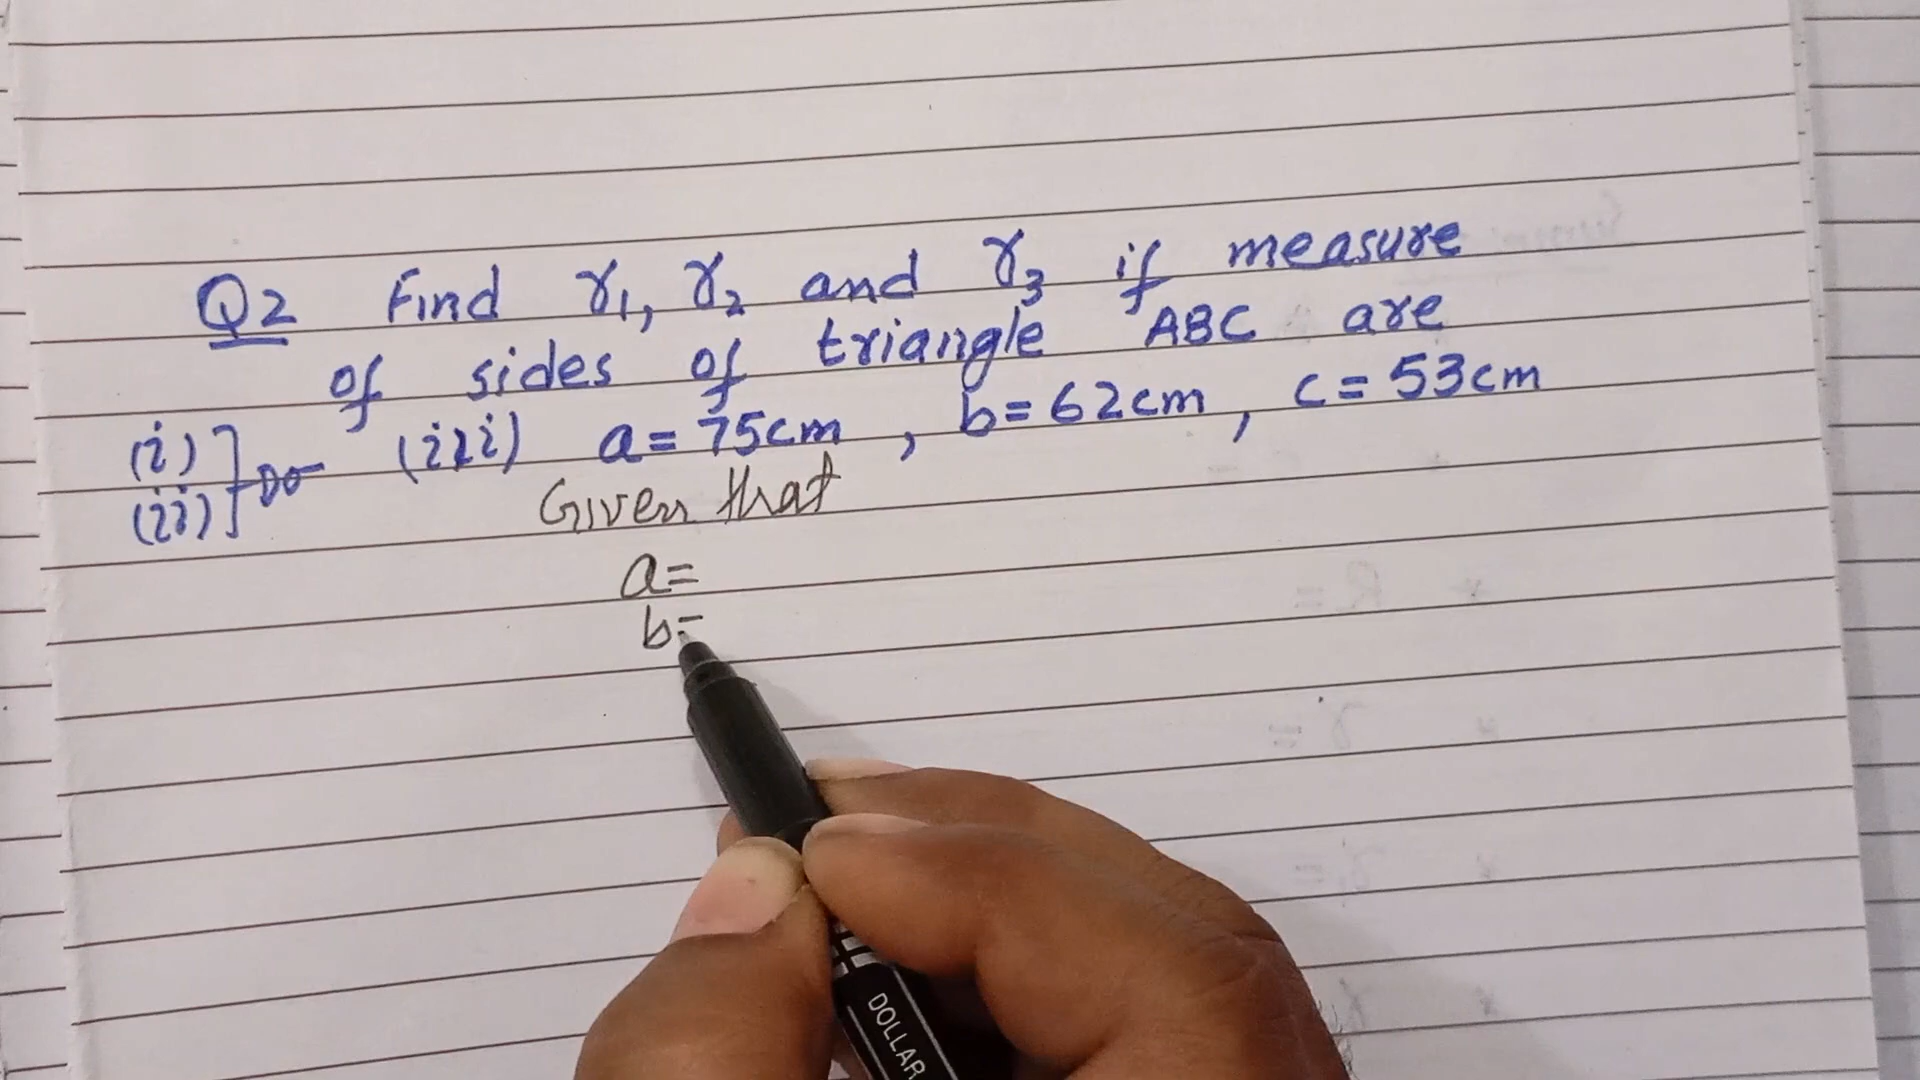 Q2 Find r₁, r₂ and r₃ if measure
of sides of triangle ABC are
(i)
(ii)
Do (iii) a=75cm, b=62cm, c=53cm
Given that
a=
b=
DOLLAR